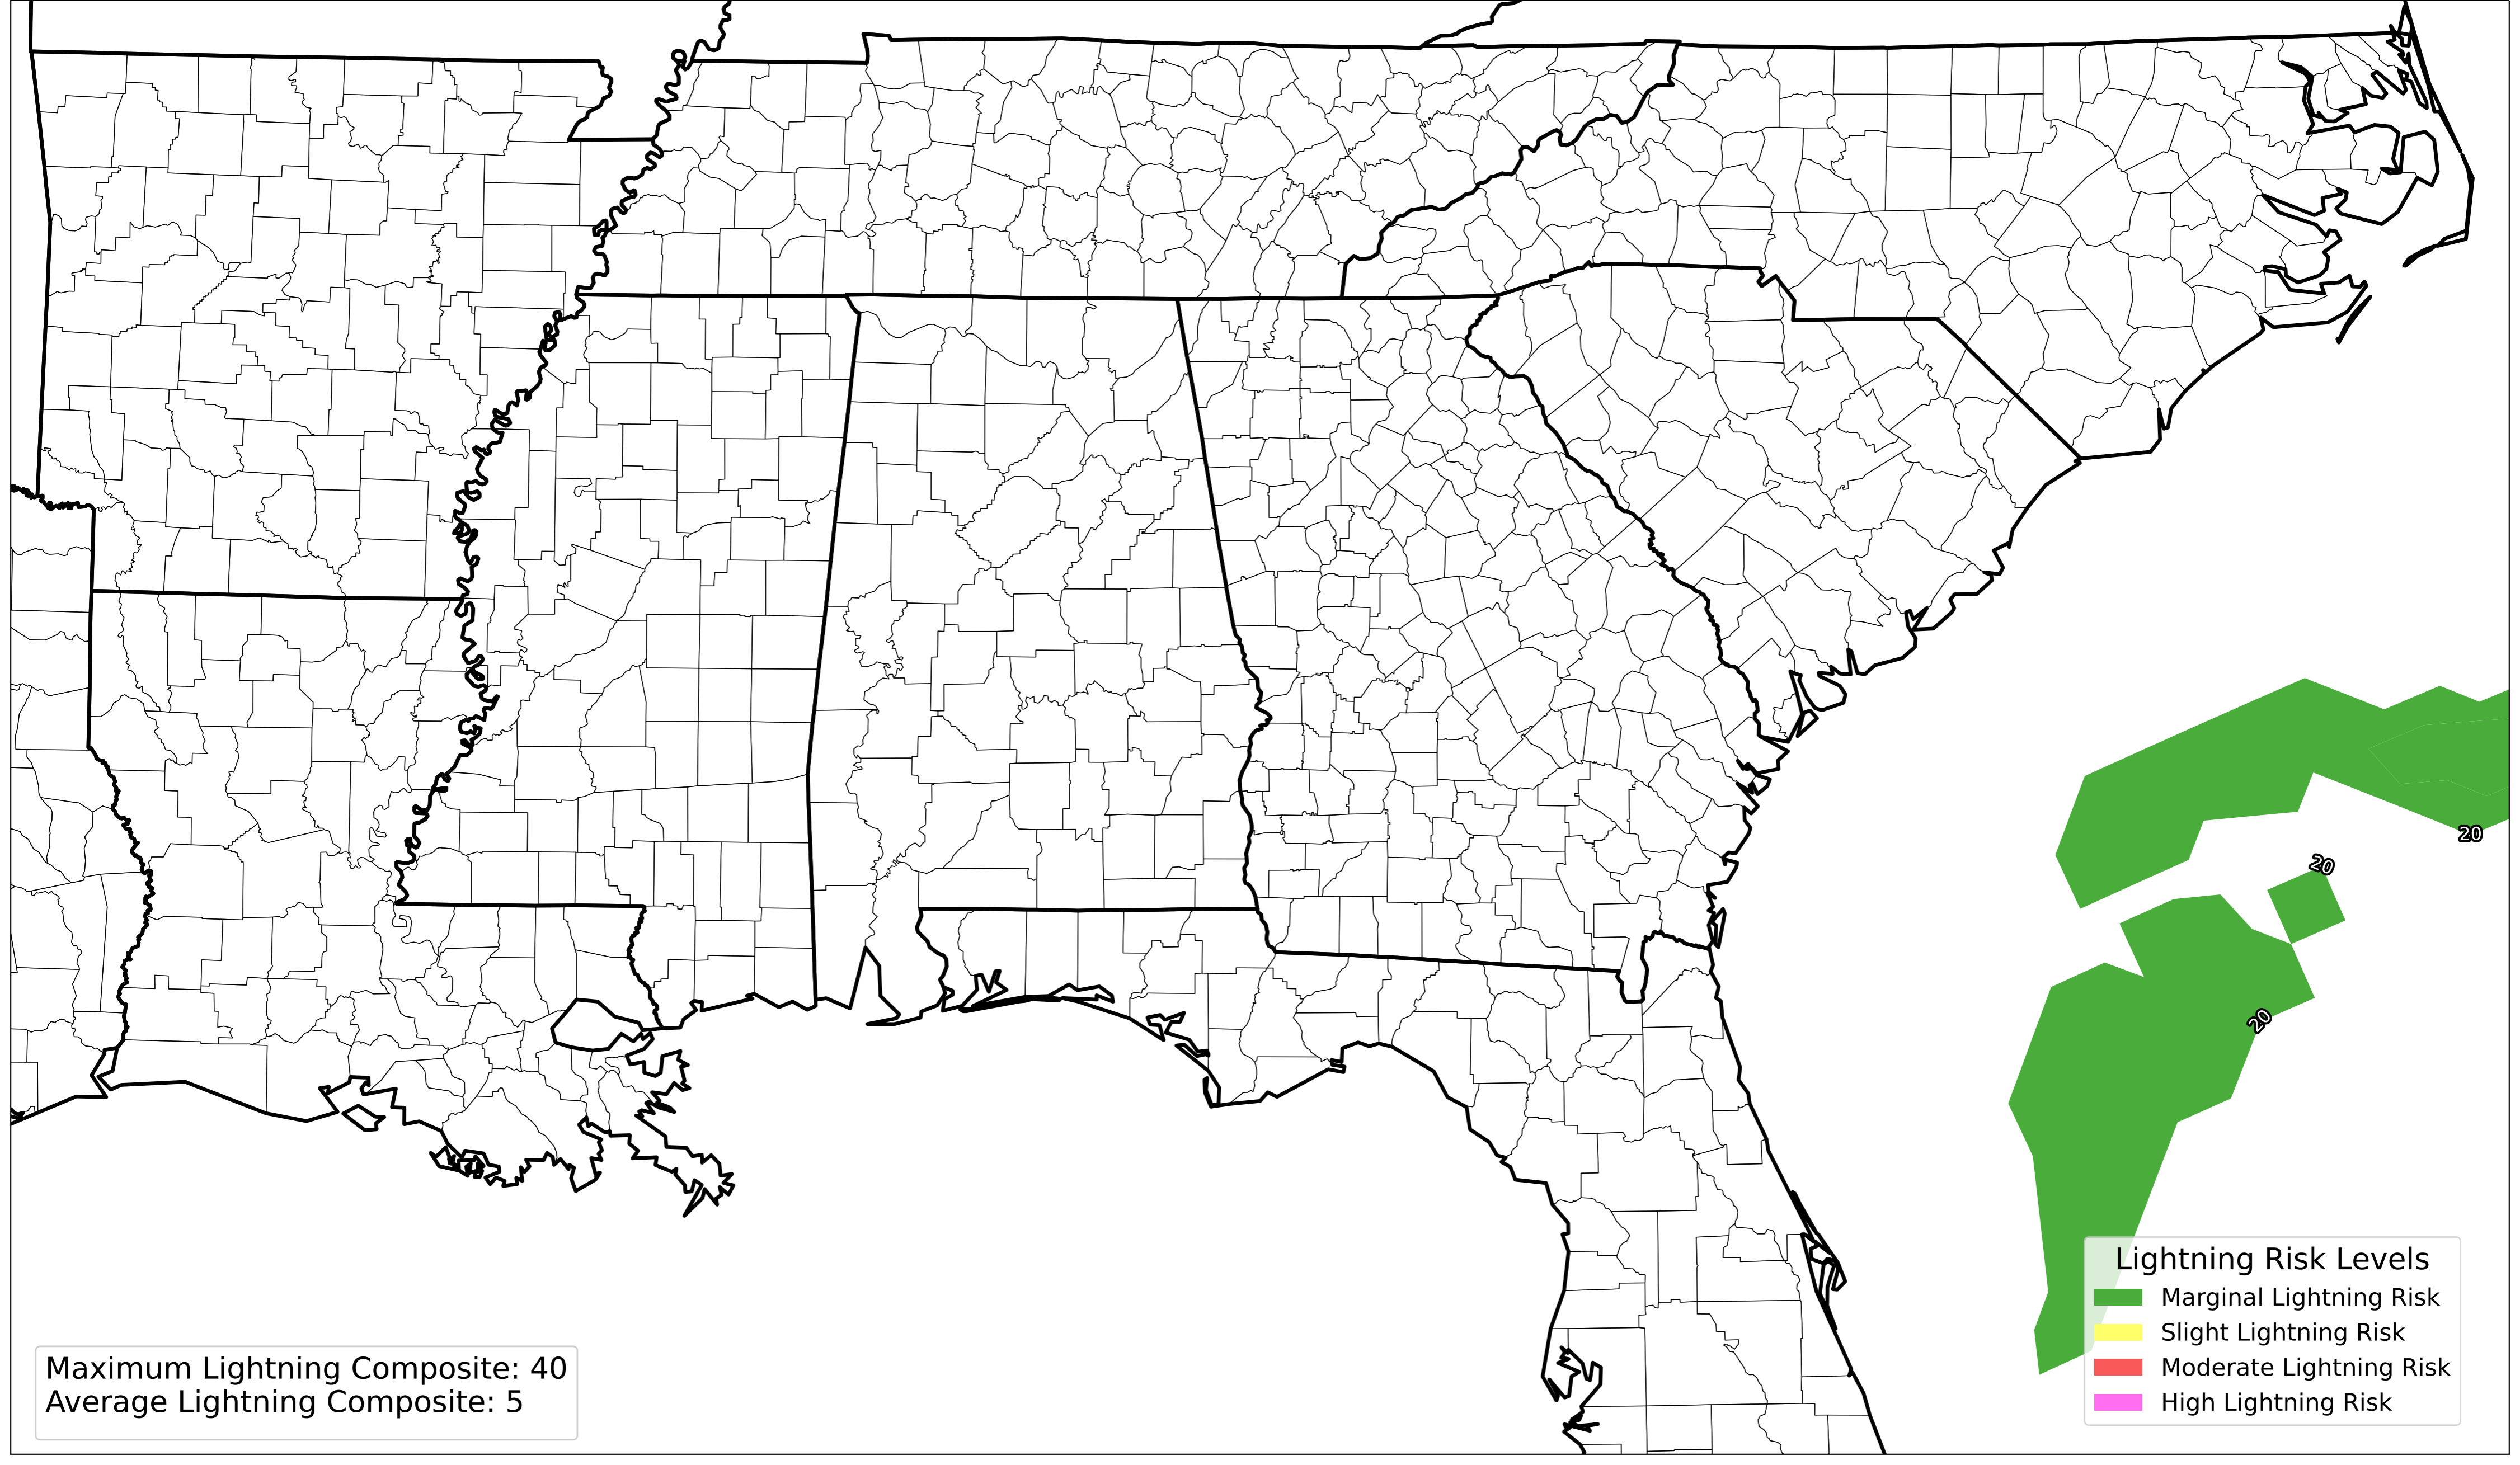 20
20
20
Lightning Risk Levels
Marginal Lightning Risk
Slight Lightning Risk
Moderate Lightning Risk
High Lightning Risk
Maximum Lightning Composite: 40
Average Lightning Composite: 5